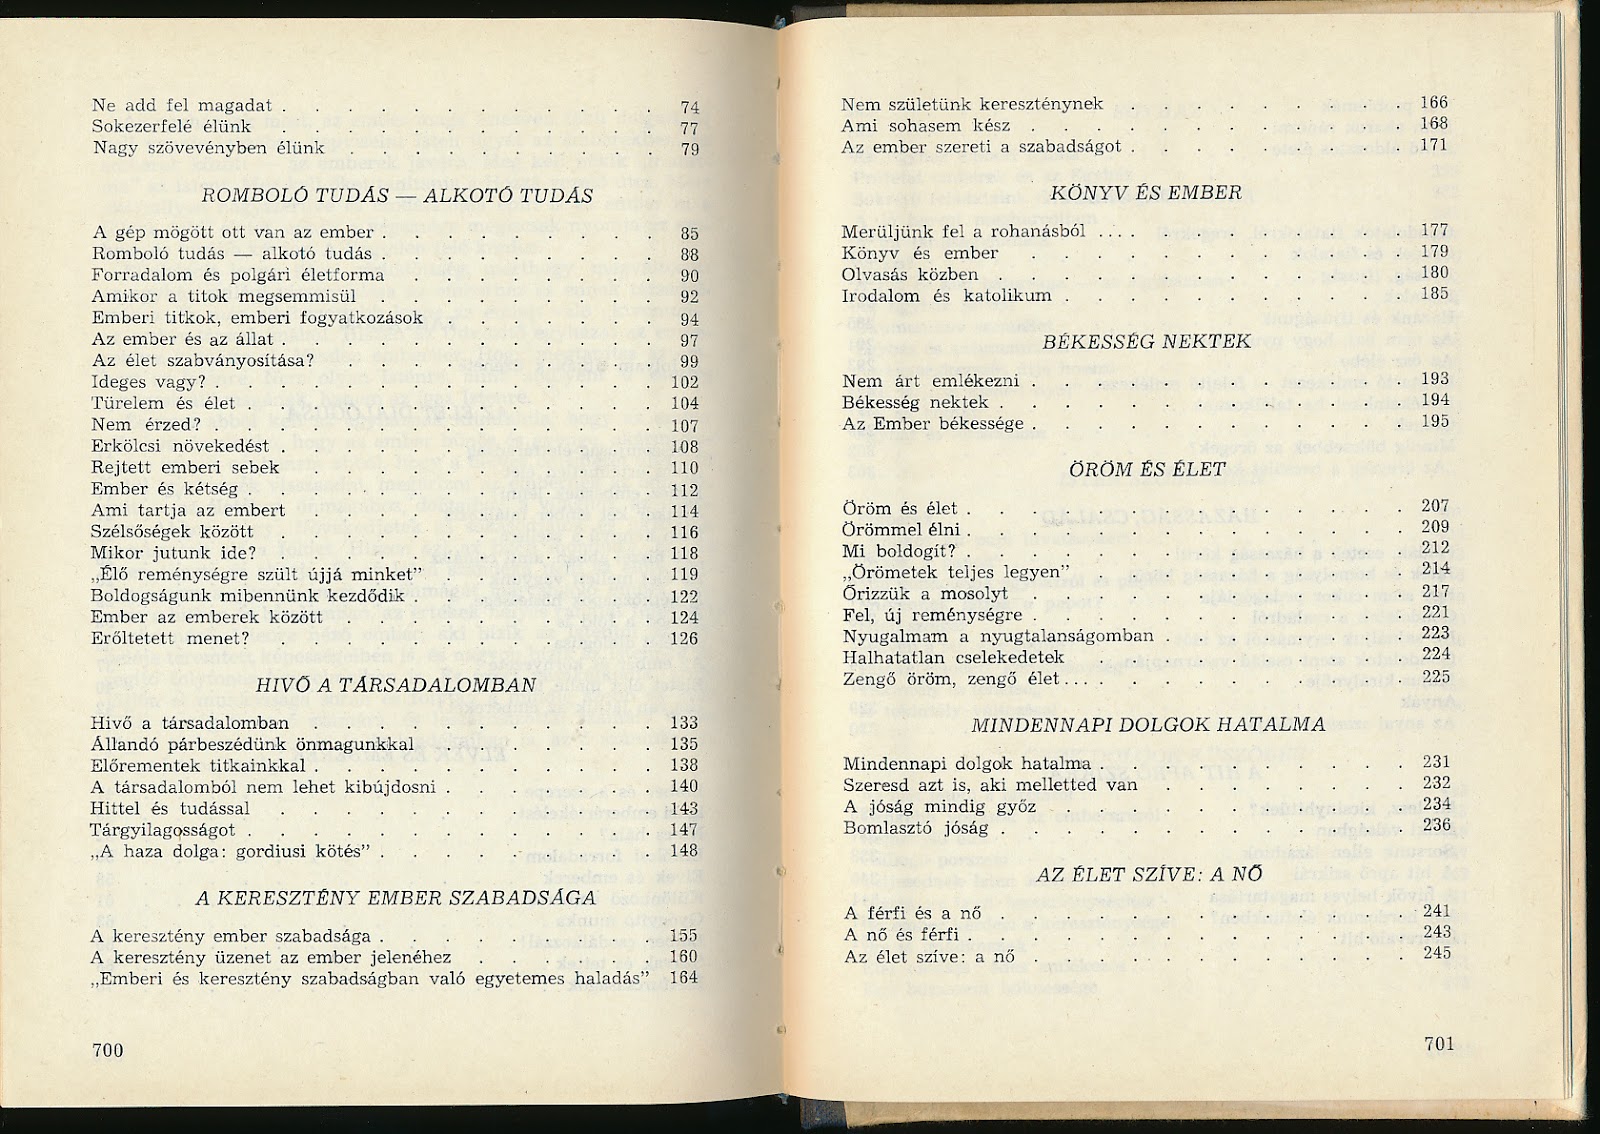 Ne add fel magadat . . . . . . . . . . . . . 74
Sokezerfelé élünk . . . . . . . . . . . . . 77
Nagy szövevényben élünk . . . . . . . . . . . 79
ROMBOLÓ TUDÁS — ALKOTÓ TUDÁS
A gép mögött ott van az ember . . . . . . . . . 85
Romboló tudás — alkotó tudás . . . . . . . . . 88
Forradalom és polgári életforma . . . . . . . . 90
Amikor a titok megsemmisül . . . . . . . . . 92
Emberi titkok, emberi fogyatkozások . . . . . . . 94
Az ember és az állat . . . . . . . . . . . . 97
Az élet szabványosítása? . . . . . . . . . . . 99
Ideges vagy? . . . . . . . . . . . . . . 102
Türelem és élet . . . . . . . . . . . . . 104
Nem érzed? . . . . . . . . . . . . . . 107
Erkölcsi növekedést . . . . . . . . . . . . 108
Rejtett emberi sebek . . . . . . . . . . . . 110
Ember és kétség . . . . . . . . . . . . . 112
Ami tartja az embert . . . . . . . . . . . . 114
Szélsőségek között . . . . . . . . . . . . . 116
Mikor jutunk ide? . . . . . . . . . . . . . 118
„Élő reménységre szült újjá minket” . . . . . . . 119
Boldogságunk mibennünk kezdődik . . . . . . . . 122
Ember az emberek között . . . . . . . . . . . 124
Erőltetett menet? . . . . . . . . . . . . . 126
HIVŐ A TÁRSADALOMBAN
Hivő a társadalomban . . . . . . . . . . . . 133
Állandó párbeszédünk önmagunkkal . . . . . . . 135
Előrementek titkainkkal . . . . . . . . . . . 138
A társadalomból nem lehet kibújdosni . . . . . . . 140
Hittel és tudással . . . . . . . . . . . . . 143
Tárgyilagosságot . . . . . . . . . . . . . 147
„A haza dolga: gordiusi kötés” . . . . . . . . . 148
A KERESZTÉNY EMBER SZABADSÁGA
A keresztény ember szabadsága . . . . . . . . . 155
A keresztény üzenet az ember jelenéhez . . . . . . 160
„Emberi és keresztény szabadságban való egyetemes haladás” 164
700
Nem születünk kereszténynek . . . . . . . . . 166
Ami sohasem kész . . . . . . . . . . . . . 168
Az ember szereti a szabadságot . . . . . . . . . 171
KÖNYV ÉS EMBER
Merüljünk fel a rohanásból . . . . . . . . . . 177
Könyv és ember . . . . . . . . . . . . . 179
Olvasás közben . . . . . . . . . . . . . 180
Irodalom és katolikum . . . . . . . . . . . 185
BÉKESSÉG NEKTEK
Nem árt emlékezni . . . . . . . . . . . . . 193
Békesség nektek . . . . . . . . . . . . . 194
Az Ember békessége . . . . . . . . . . . . 195
ÖRÖM ÉS ÉLET
Öröm és élet . . . . . . . . . . . . . . 207
Örömmel élni . . . . . . . . . . . . . . 209
Mi boldogít? . . . . . . . . . . . . . . 212
„Örömetek teljes legyen” . . . . . . . . . . . 214
Őrizzük a mosolyt . . . . . . . . . . . . . 217
Fel, új reménységre . . . . . . . . . . . . 221
Nyugalmam a nyugtalanságomban . . . . . . . . 223
Halhatatlan cselekedetek . . . . . . . . . . . 224
Zengő öröm, zengő élet . . . . . . . . . . . 225
MINDENNAPI DOLGOK HATALMA
Mindennapi dolgok hatalma . . . . . . . . . . 231
Szeresd azt is, aki melletted van . . . . . . . . 232
A jóság mindig győz . . . . . . . . . . . . 234
Bomlasztó jóság . . . . . . . . . . . . . 236
AZ ÉLET SZÍVE: A NŐ
A férfi és a nő . . . . . . . . . . . . . 241
A nő és férfi . . . . . . . . . . . . . . 243
Az élet szíve: a nő . . . . . . . . . . . . 245
701